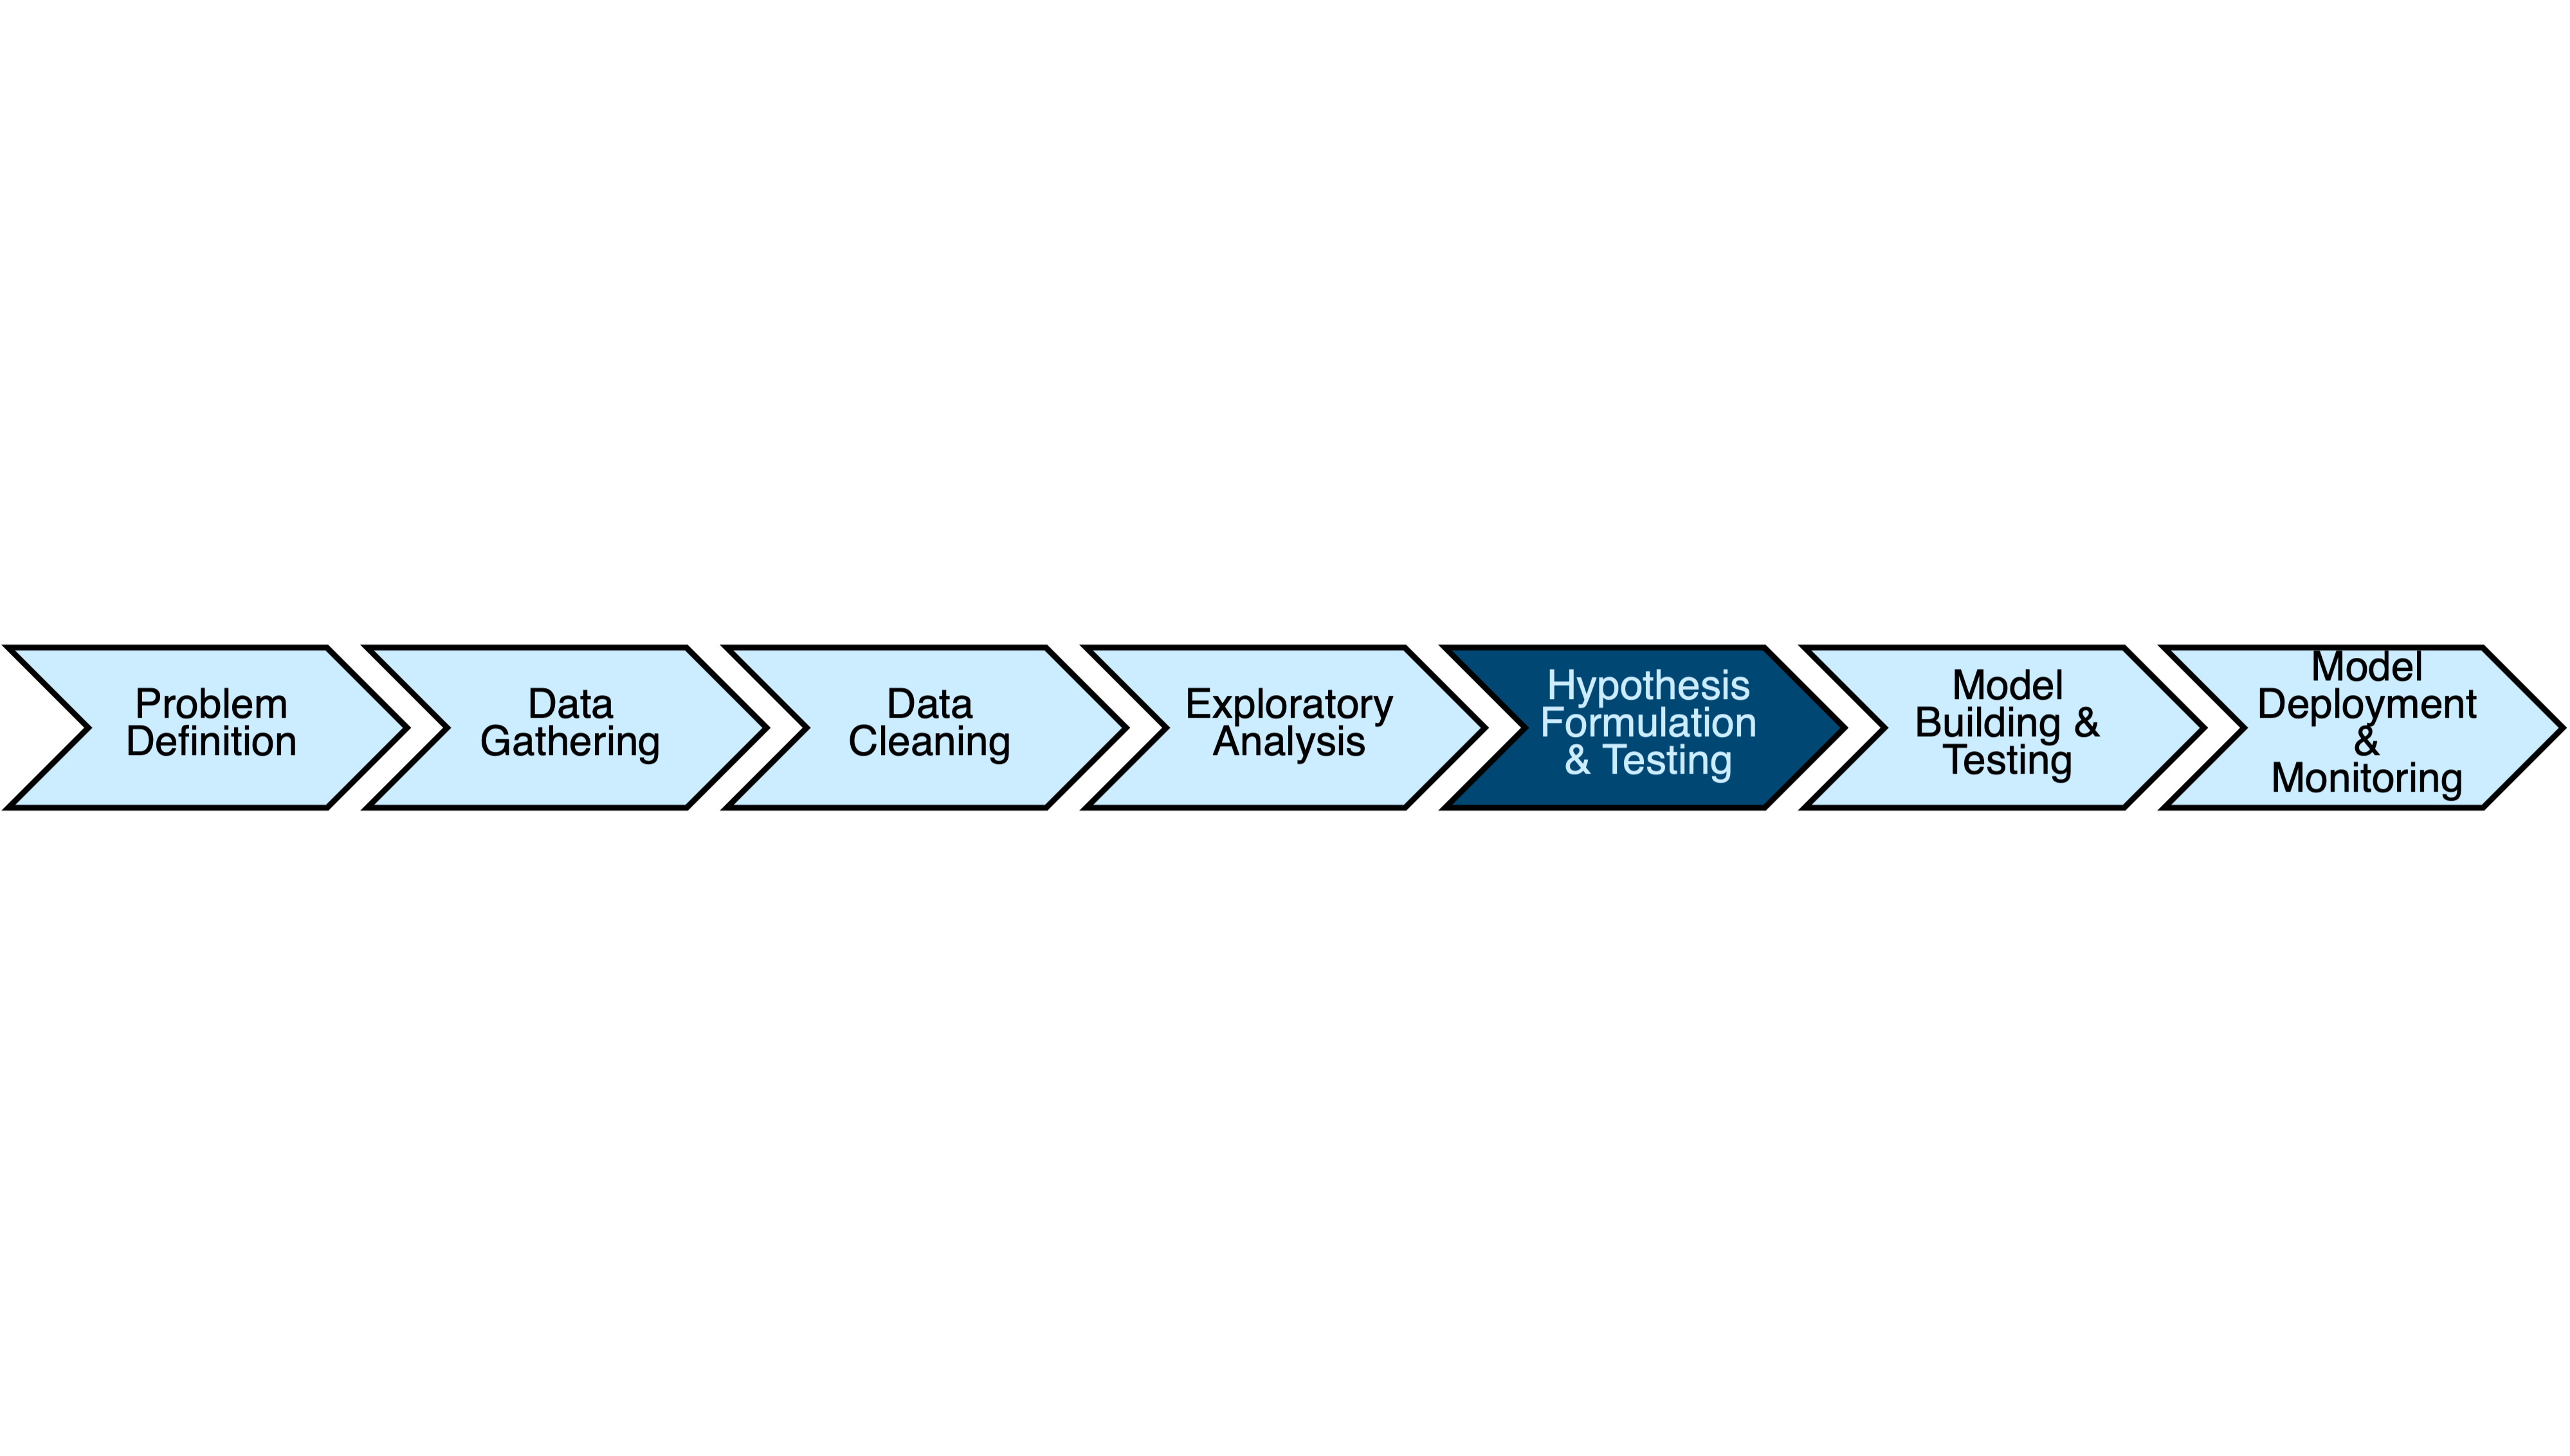 Problem
Definition
Data
Gathering
Data
Cleaning
Exploratory
Analysis
Hypothesis
Formulation
& Testing
Model
Building &
Testing
Model
Deployment
&
Monitoring